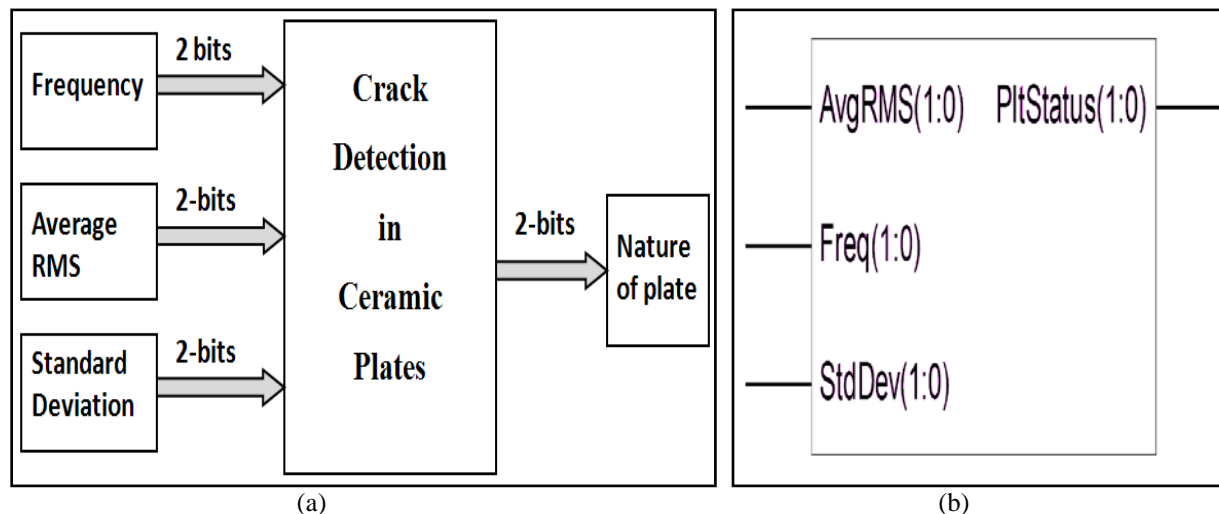 2 bits
Frequency
2-bits
Average
RMS
2-bits
Standard
Deviation
Crack
Detection
in
Ceramic
Plates
2-bits
Nature
of plate
(a)
AvgRMS(1:0) PltStatus(1:0)
Freq(1:0)
StdDev(1:0)
(b)